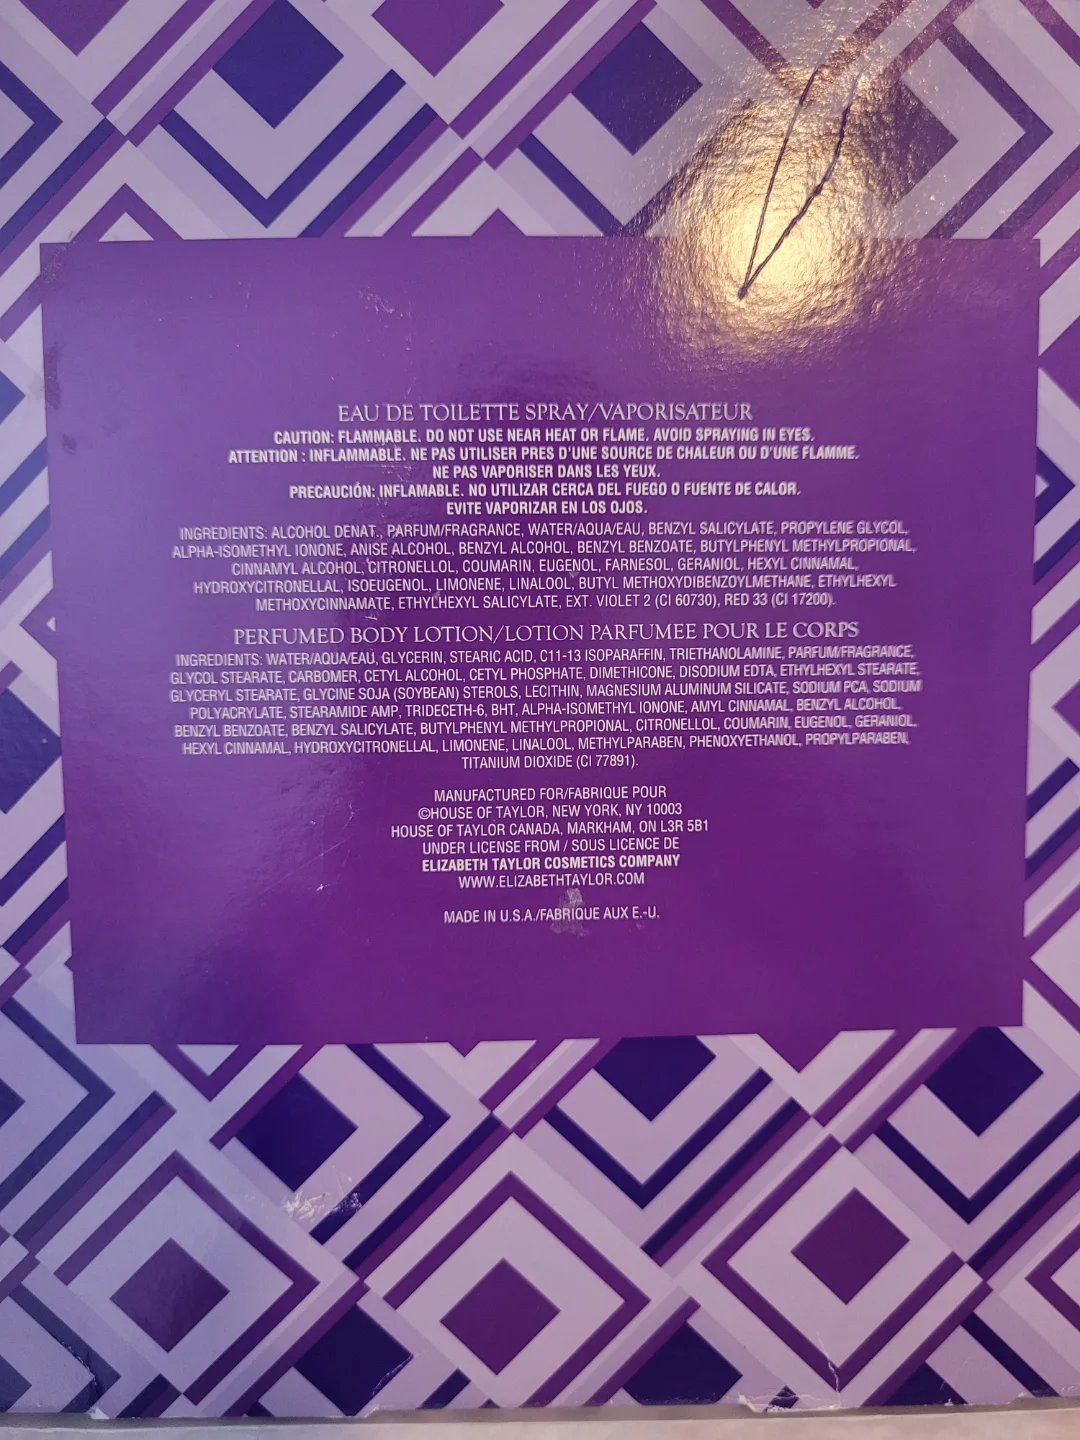 EAU DE TOILETTE SPRAY/VAPORISATEUR
CAUTION: FLAMMABLE. DO NOT USE NEAR HEAT OR FLAME. AVOID SPRAYING IN EYES.
ATTENTION : INFLAMMABLE. NE PAS UTILISER PRES D'UNE SOURCE DE CHALEUR OU D'UNE FLAMME.
NE PAS VAPORISER DANS LES YEUX.
PRECAUCIÓN: INFLAMABLE. NO UTILIZAR CERCA DEL FUEGO O FUENTE DE CALOR.
EVITE VAPORIZAR EN LOS OJOS.
INGREDIENTS: ALCOHOL DENAT., PARFUM/FRAGRANCE, WATER/AQUA/EAU, BENZYL SALICYLATE, PROPYLENE GLYCOL,
ALPHA-ISOMETHYL IONONE, ANISE ALCOHOL, BENZYL ALCOHOL, BENZYL BENZOATE, BUTYLPHENYL METHYLPROPIONAL,
CINNAMYL ALCOHOL, CITRONELLOL, COUMARIN, EUGENOL, FARNESOL, GERANIOL, HEXYL CINNAMAL,
HYDROXYCITRONELLAL, ISOEUGENOL, LIMONENE, LINALOOL, BUTYL METHOXYDIBENZOYLMETHANE, ETHYLHEXYL
METHOXYCINNAMATE, ETHYLHEXYL SALICYLATE, EXT. VIOLET 2 (CI 60730), RED 33 (CI 17200).
PERFUMED BODY LOTION/LOTION PARFUMEE POUR LE CORPS
INGREDIENTS: WATER/AQUA/EAU, GLYCERIN, STEARIC ACID, C11-13 ISOPARAFFIN, TRIETHANOLAMINE, PARFUM/FRAGRANCE,
GLYCOL STEARATE, CARBOMER, CETYL ALCOHOL, CETYL PHOSPHATE, DIMETHICONE, DISODIUM EDTA, ETHYLHEXYL STEARATE,
GLYCERYL STEARATE, GLYCINE SOJA (SOYBEAN) STEROLS, LECITHIN, MAGNESIUM ALUMINUM SILICATE, SODIUM PCA, SODIUM
POLYACRYLATE, STEARAMIDE AMP, TRIDECETH-6, BHT, ALPHA-ISOMETHYL IONONE, AMYL CINNAMAL, BENZYL ALCOHOL,
BENZYL BENZOATE, BENZYL SALICYLATE, BUTYLPHENYL METHYLPROPIONAL, CITRONELLOL, COUMARIN, EUGENOL, GERANIOL,
HEXYL CINNAMAL, HYDROXYCITRONELLAL, LIMONENE, LINALOOL, METHYLPARABEN, PHENOXYETHANOL, PROPYLPARABEN,
TITANIUM DIOXIDE (CI 77891).
MANUFACTURED FOR/FABRIQUE POUR
©HOUSE OF TAYLOR, NEW YORK, NY 10003
HOUSE OF TAYLOR CANADA, MARKHAM, ON L3R 5B1
UNDER LICENSE FROM / SOUS LICENCE DE
ELIZABETH TAYLOR COSMETICS COMPANY
WWW.ELIZABETHTAYLOR.COM
MADE IN U.S.A./FABRIQUE AUX E.-U.